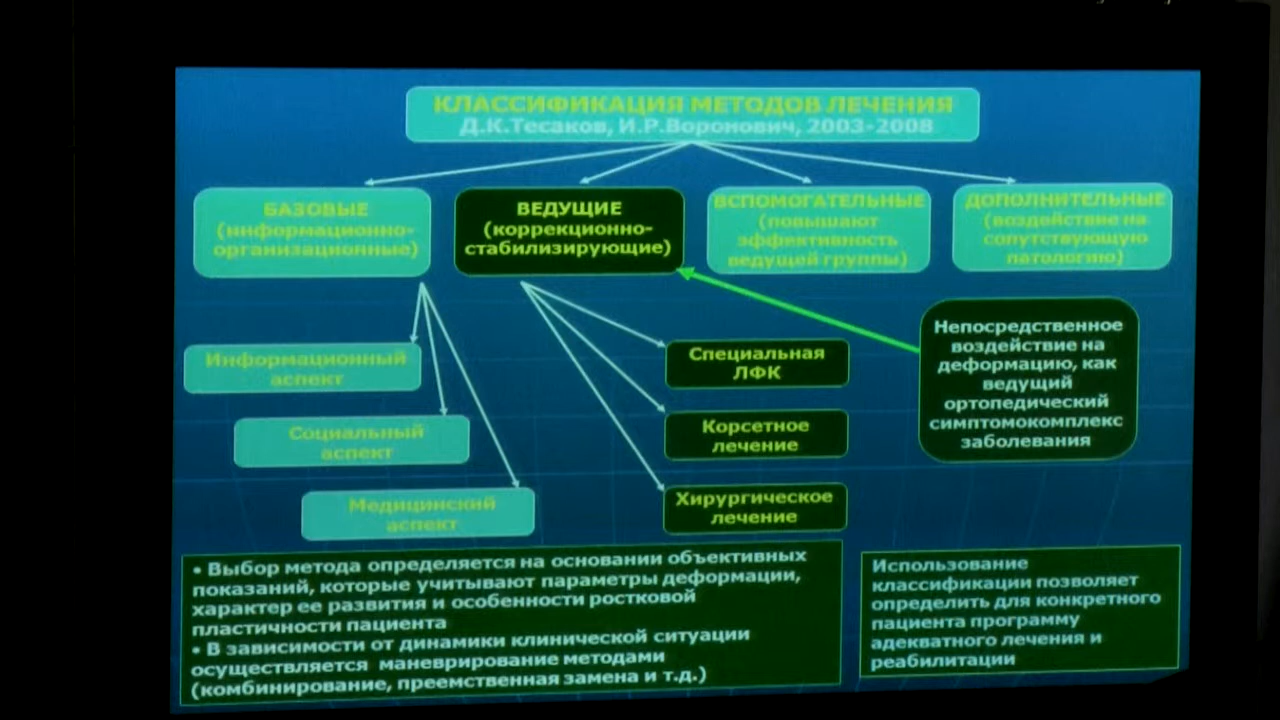 КЛАССИФИКАЦИЯ МЕТОДОВ ЛЕЧЕНИЯ
Д.К.Тесаков, И.Р.Воронович, 2003-2008
БАЗОВЫЕ
(информационно-
организационные)
ВЕДУЩИЕ
(коррекционно-
стабилизирующие)
ВСПОМОГАТЕЛЬНЫЕ
(повышают
эффективность
ведущей группы)
ДОПОЛНИТЕЛЬНЫЕ
(воздействие на
сопутствующую
патологию)
Информационный
аспект
Социальный
аспект
Медицинский
аспект
Специальная
ЛФК
Корсетное
лечение
Хирургическое
лечение
Непосредственное
воздействие на
деформацию, как
ведущий
ортопедический
симптомокомплекс
заболевания
• Выбор метода определяется на основании объективных
показаний, которые учитывают параметры деформации,
характер ее развития и особенности ростковой
пластичности пациента
• В зависимости от динамики клинической ситуации
осуществляется маневрирование методами
(комбинирование, преемственная замена и т.д.)
Использование
классификации позволяет
определить для конкретного
пациента программу
адекватного лечения и
реабилитации